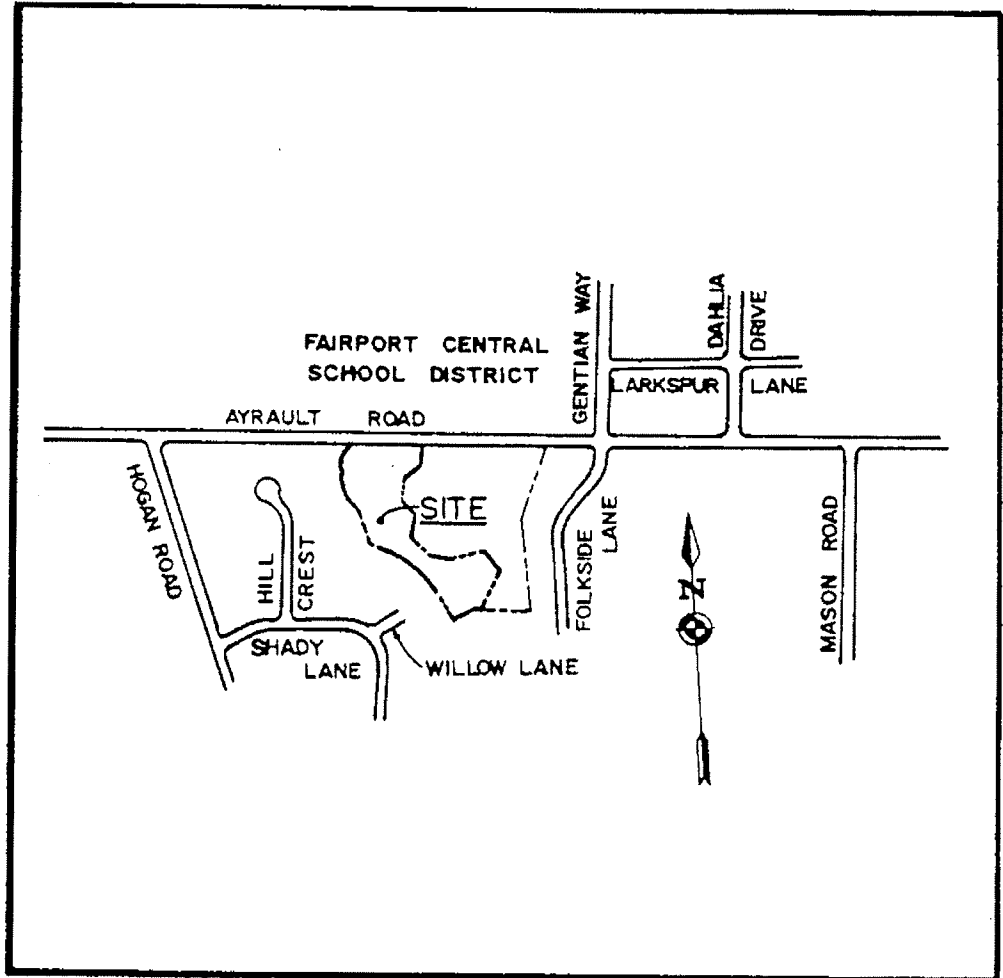 GENTIAN WAY
DAHLIA
DRIVE
FAIRPORT CENTRAL
SCHOOL DISTRICT
LARKSPUR LANE
AYRAULT ROAD
HOGAN ROAD
SITE
HILL
CREST
FOLKSIDE
LANE
MASON ROAD
N
SHADY
LANE
WILLOW LANE